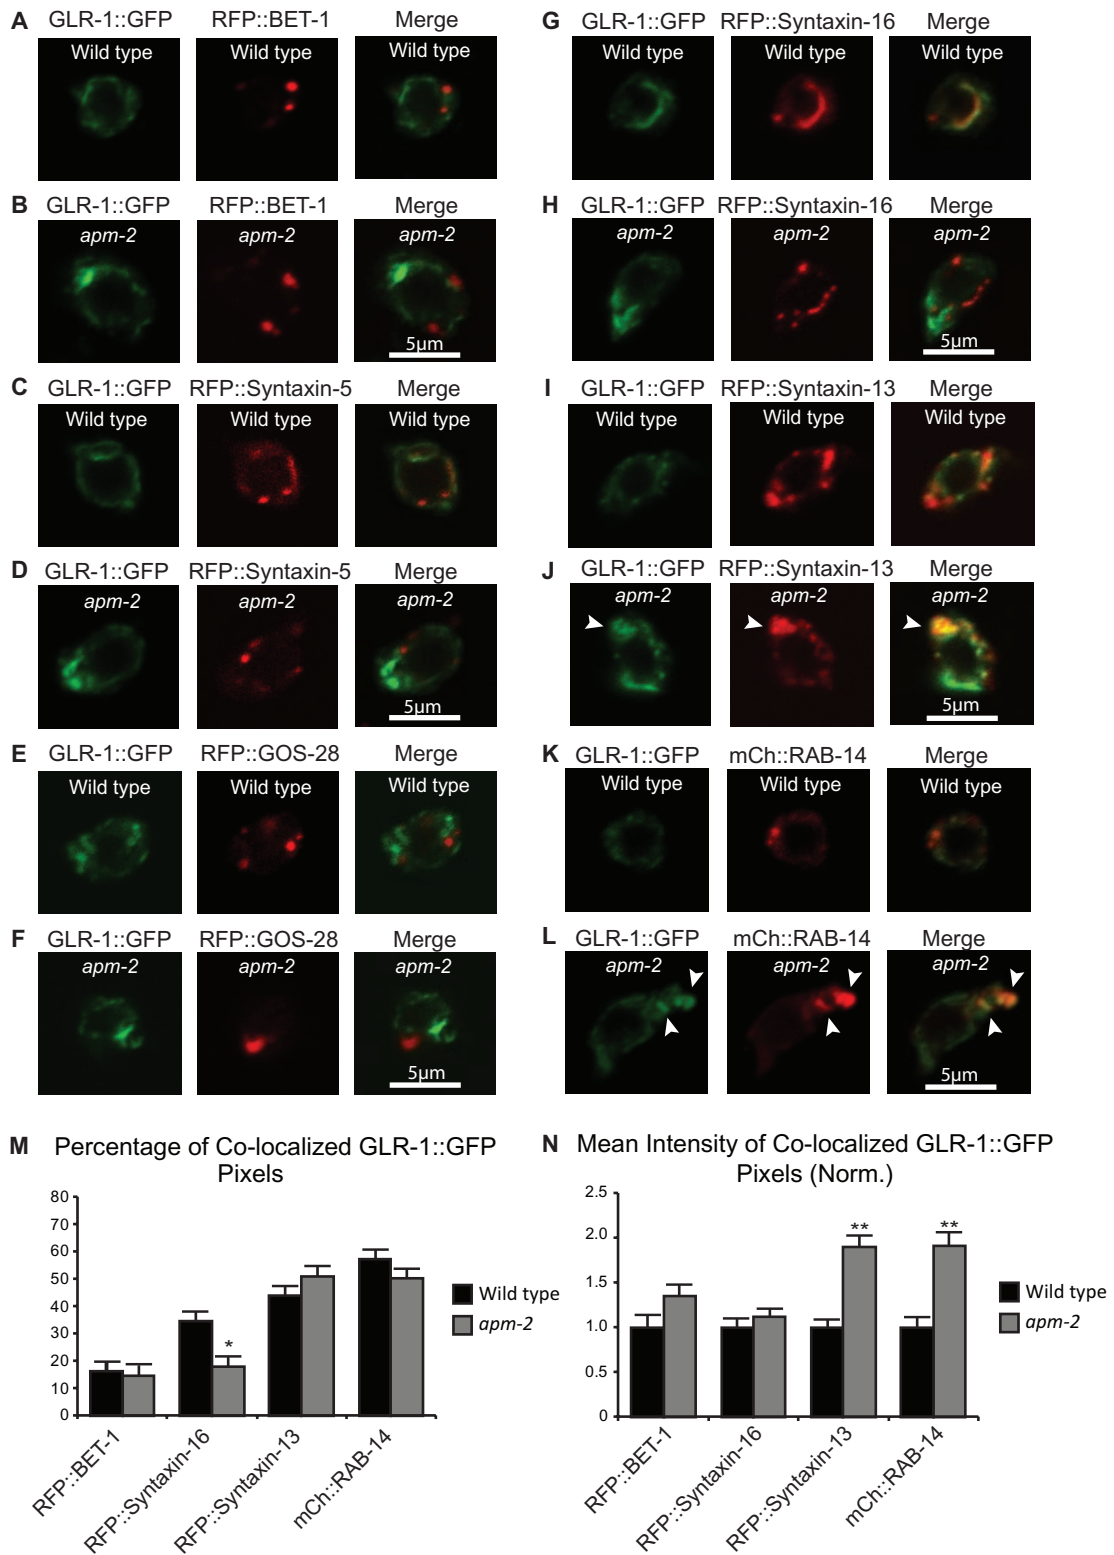 A GLR-1::GFP RFP::BET-1 Merge
Wild type Wild type Wild type
B GLR-1::GFP RFP::BET-1 Merge
apm-2 apm-2 apm-2
5µm
C GLR-1::GFP RFP::Syntaxin-5 Merge
Wild type Wild type Wild type
D GLR-1::GFP RFP::Syntaxin-5 Merge
apm-2 apm-2 apm-2
5µm
E GLR-1::GFP RFP::GOS-28 Merge
Wild type Wild type Wild type
F GLR-1::GFP RFP::GOS-28 Merge
apm-2 apm-2 apm-2
5µm
G GLR-1::GFP RFP::Syntaxin-16 Merge
Wild type Wild type Wild type
H GLR-1::GFP RFP::Syntaxin-16 Merge
apm-2 apm-2 apm-2
5µm
I GLR-1::GFP RFP::Syntaxin-13 Merge
Wild type Wild type Wild type
J GLR-1::GFP RFP::Syntaxin-13 Merge
apm-2 apm-2 apm-2
5µm
K GLR-1::GFP mCh::RAB-14 Merge
Wild type Wild type Wild type
L GLR-1::GFP mCh::RAB-14 Merge
apm-2 apm-2 apm-2
5µm
M Percentage of Co-localized GLR-1::GFP
Pixels
80
70
60
50
40
30
20
10
0
*
Wild type
apm-2
RFP::BET-1
RFP::Syntaxin-16
RFP::Syntaxin-13
mCh::RAB-14
N Mean Intensity of Co-localized GLR-1::GFP
Pixels (Norm.)
2.5
2.0
1.5
1.0
0.5
0
** **
Wild type
apm-2
RFP::BET-1
RFP::Syntaxin-16
RFP::Syntaxin-13
mCh::RAB-14